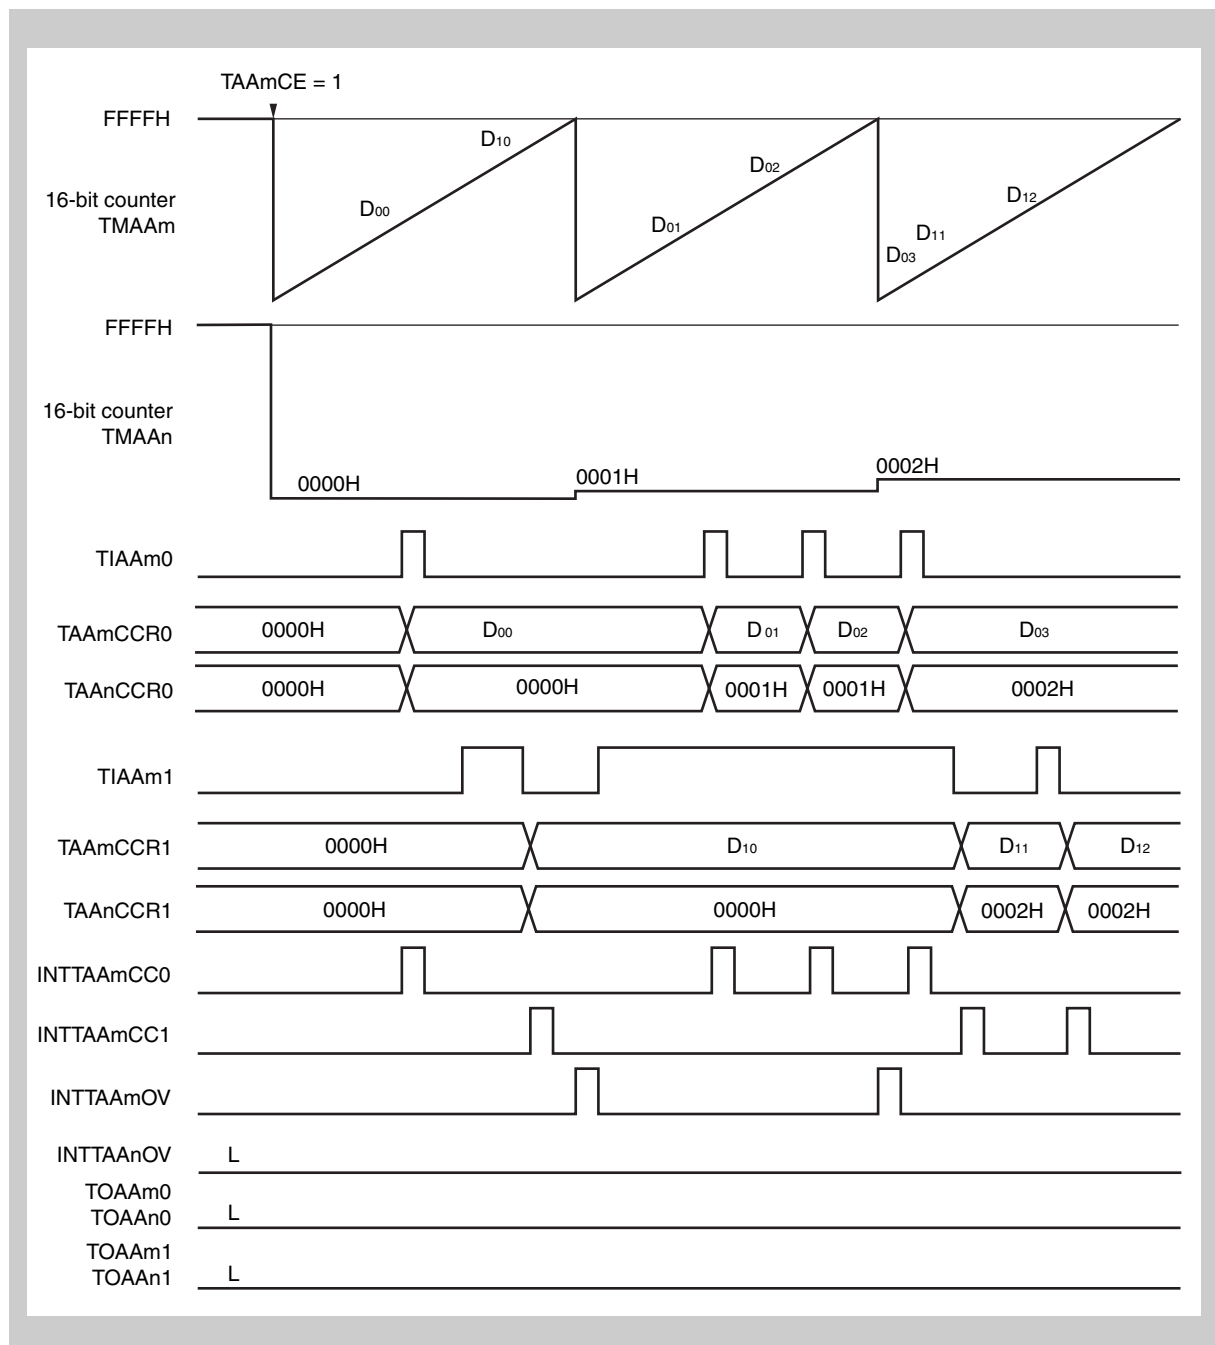 TAAmCE = 1
FFFFH
D10
D02
16-bit counter
TMAAm
D00
D01
D12
D11
D03
FFFFH
16-bit counter
TMAAn
0000H
0001H
0002H
TIAAm0
TAAmCCR0
0000H
D00
D01
D02
D03
TAAnCCR0
0000H
0000H
0001H
0001H
0002H
TIAAm1
TAAmCCR1
0000H
D10
D11
D12
TAAnCCR1
0000H
0000H
0002H
0002H
INTTAAmCC0
INTTAAmCC1
INTTAAmOV
INTTAAnOV
L
TOAAm0
TOAAn0
L
TOAAm1
TOAAn1
L